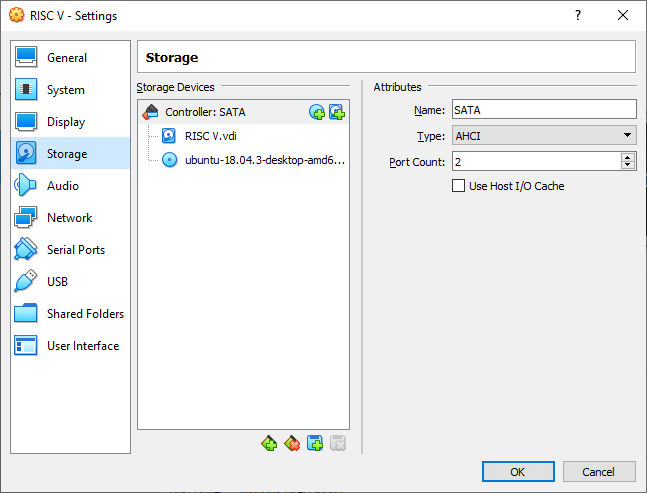 RISC V - Settings
General
System
Display
Storage
Audio
Network
Serial Ports
USB
Shared Folders
User Interface
Storage
Storage Devices
Controller: SATA
RISC V.vdi
ubuntu-18.04.3-desktop-amd6...
Attributes
Name: SATA
Type: AHCI
Port Count: 2
Use Host I/O Cache
OK
Cancel